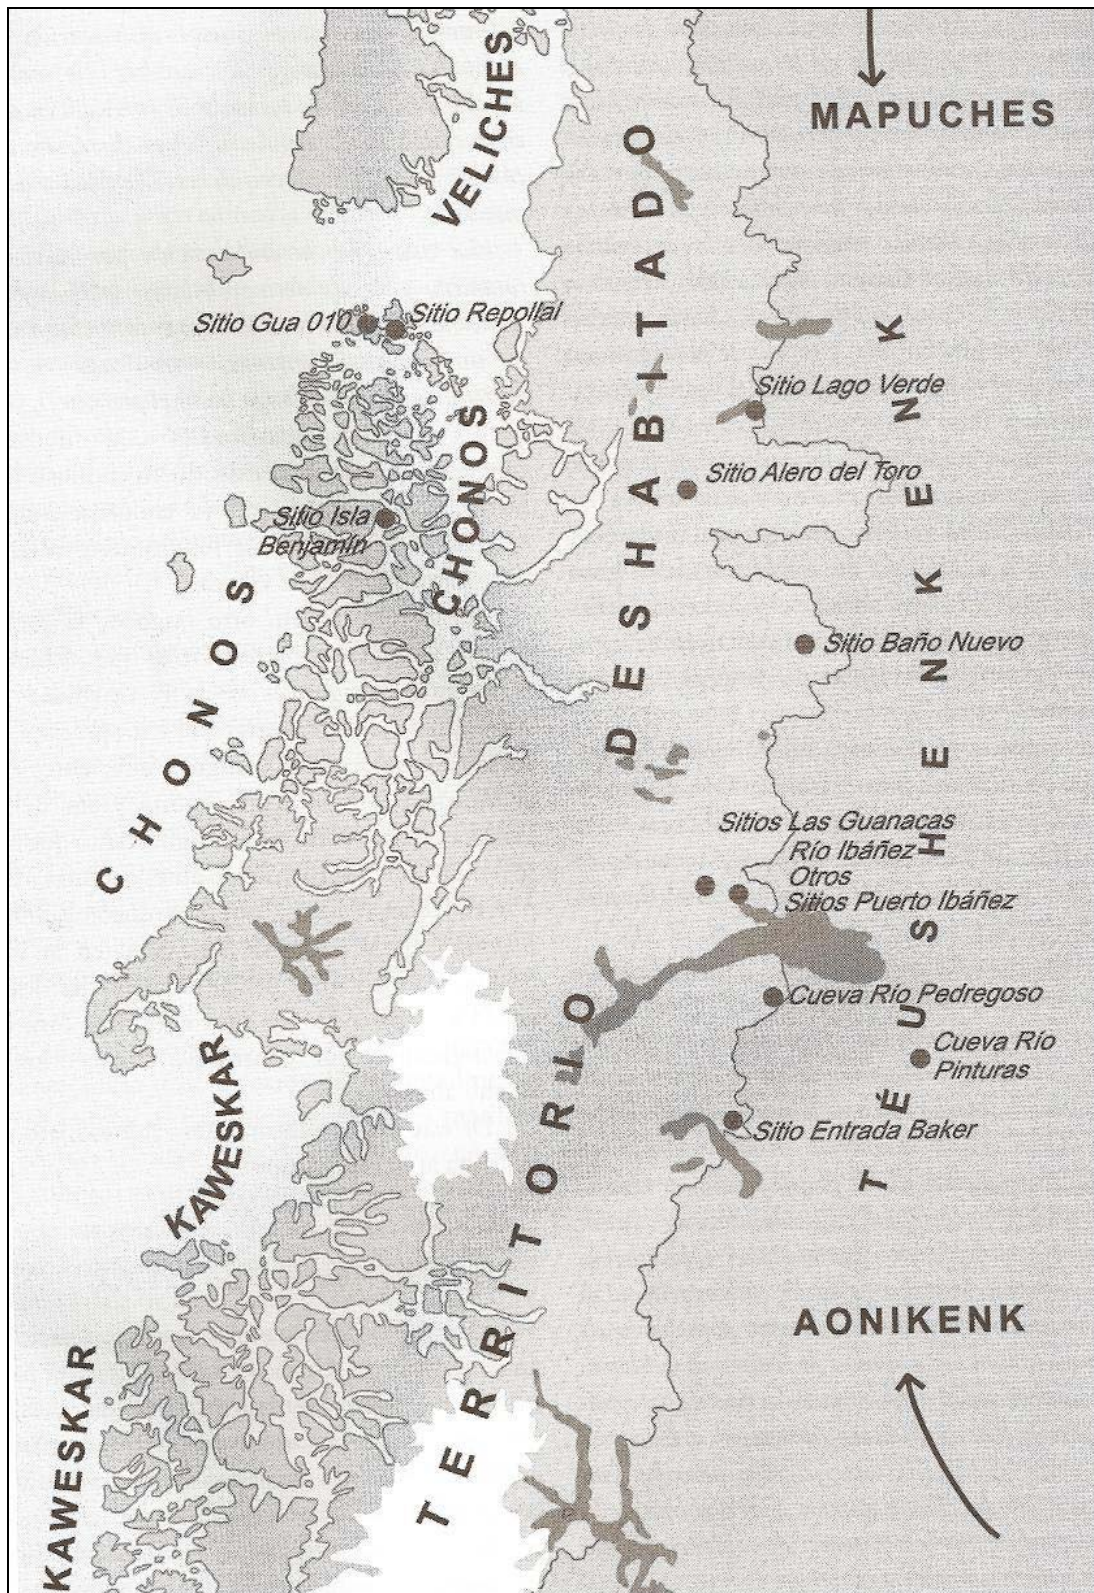 VELICHES
MAPUCHES
Sitio Gua 010
Sitio Repollal
Sitio Lago Verde
Sitio Alero del Toro
CHONOS
Sitio Isla
Benjamín
CHONOS
Sitio Baño Nuevo
Sitios Las Guanacas
Río Ibáñez
Otros
Sitios Puerto Ibáñez
Cueva Río Pedregoso
Cueva Río
Pinturas
Sitio Entrada Baker
TÉUSHENKENK
TERRITORIO DESHABITADO
KAWESKAR
AONIKENK
KAWESKAR